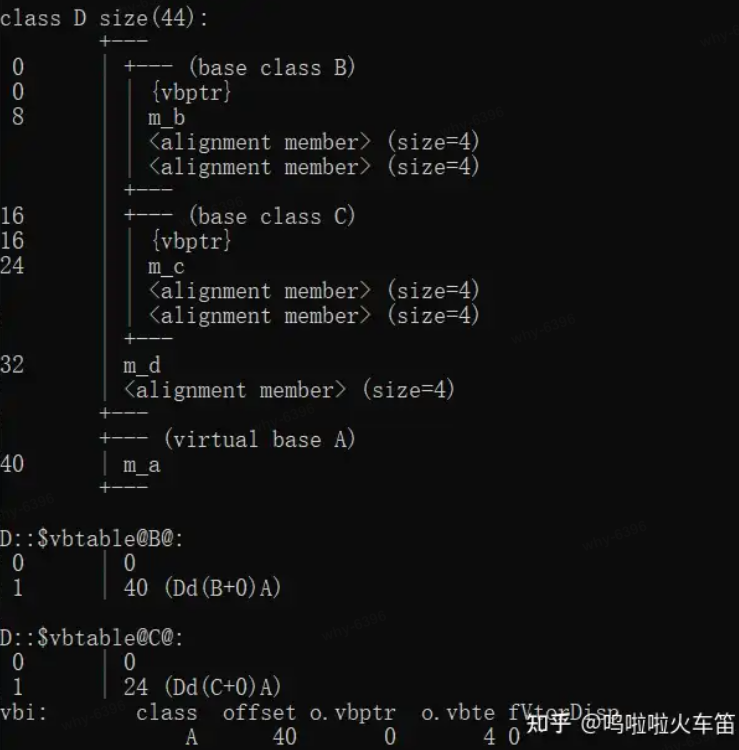 class D size(44):
+---
0 | +--- (base class B)
0 | | {vbptr}
8 | | m_b
| | <alignment member> (size=4)
| | <alignment member> (size=4)
| +---
16 | +--- (base class C)
16 | | {vbptr}
24 | | m_c
| | <alignment member> (size=4)
| | <alignment member> (size=4)
| +---
32 | m_d
| <alignment member> (size=4)
+---
+--- (virtual base A)
40 | m_a
+---
D::$vbtable@B@:
0 | 0
1 | 40 (Dd(B+0)A)
D::$vbtable@C@:
0 | 0
1 | 24 (Dd(C+0)A)
vbi: class offset o.vbptr o.vbte fVtorDisp
A 40 0 4 0
知乎 @呜啦啦火车笛
why-6396